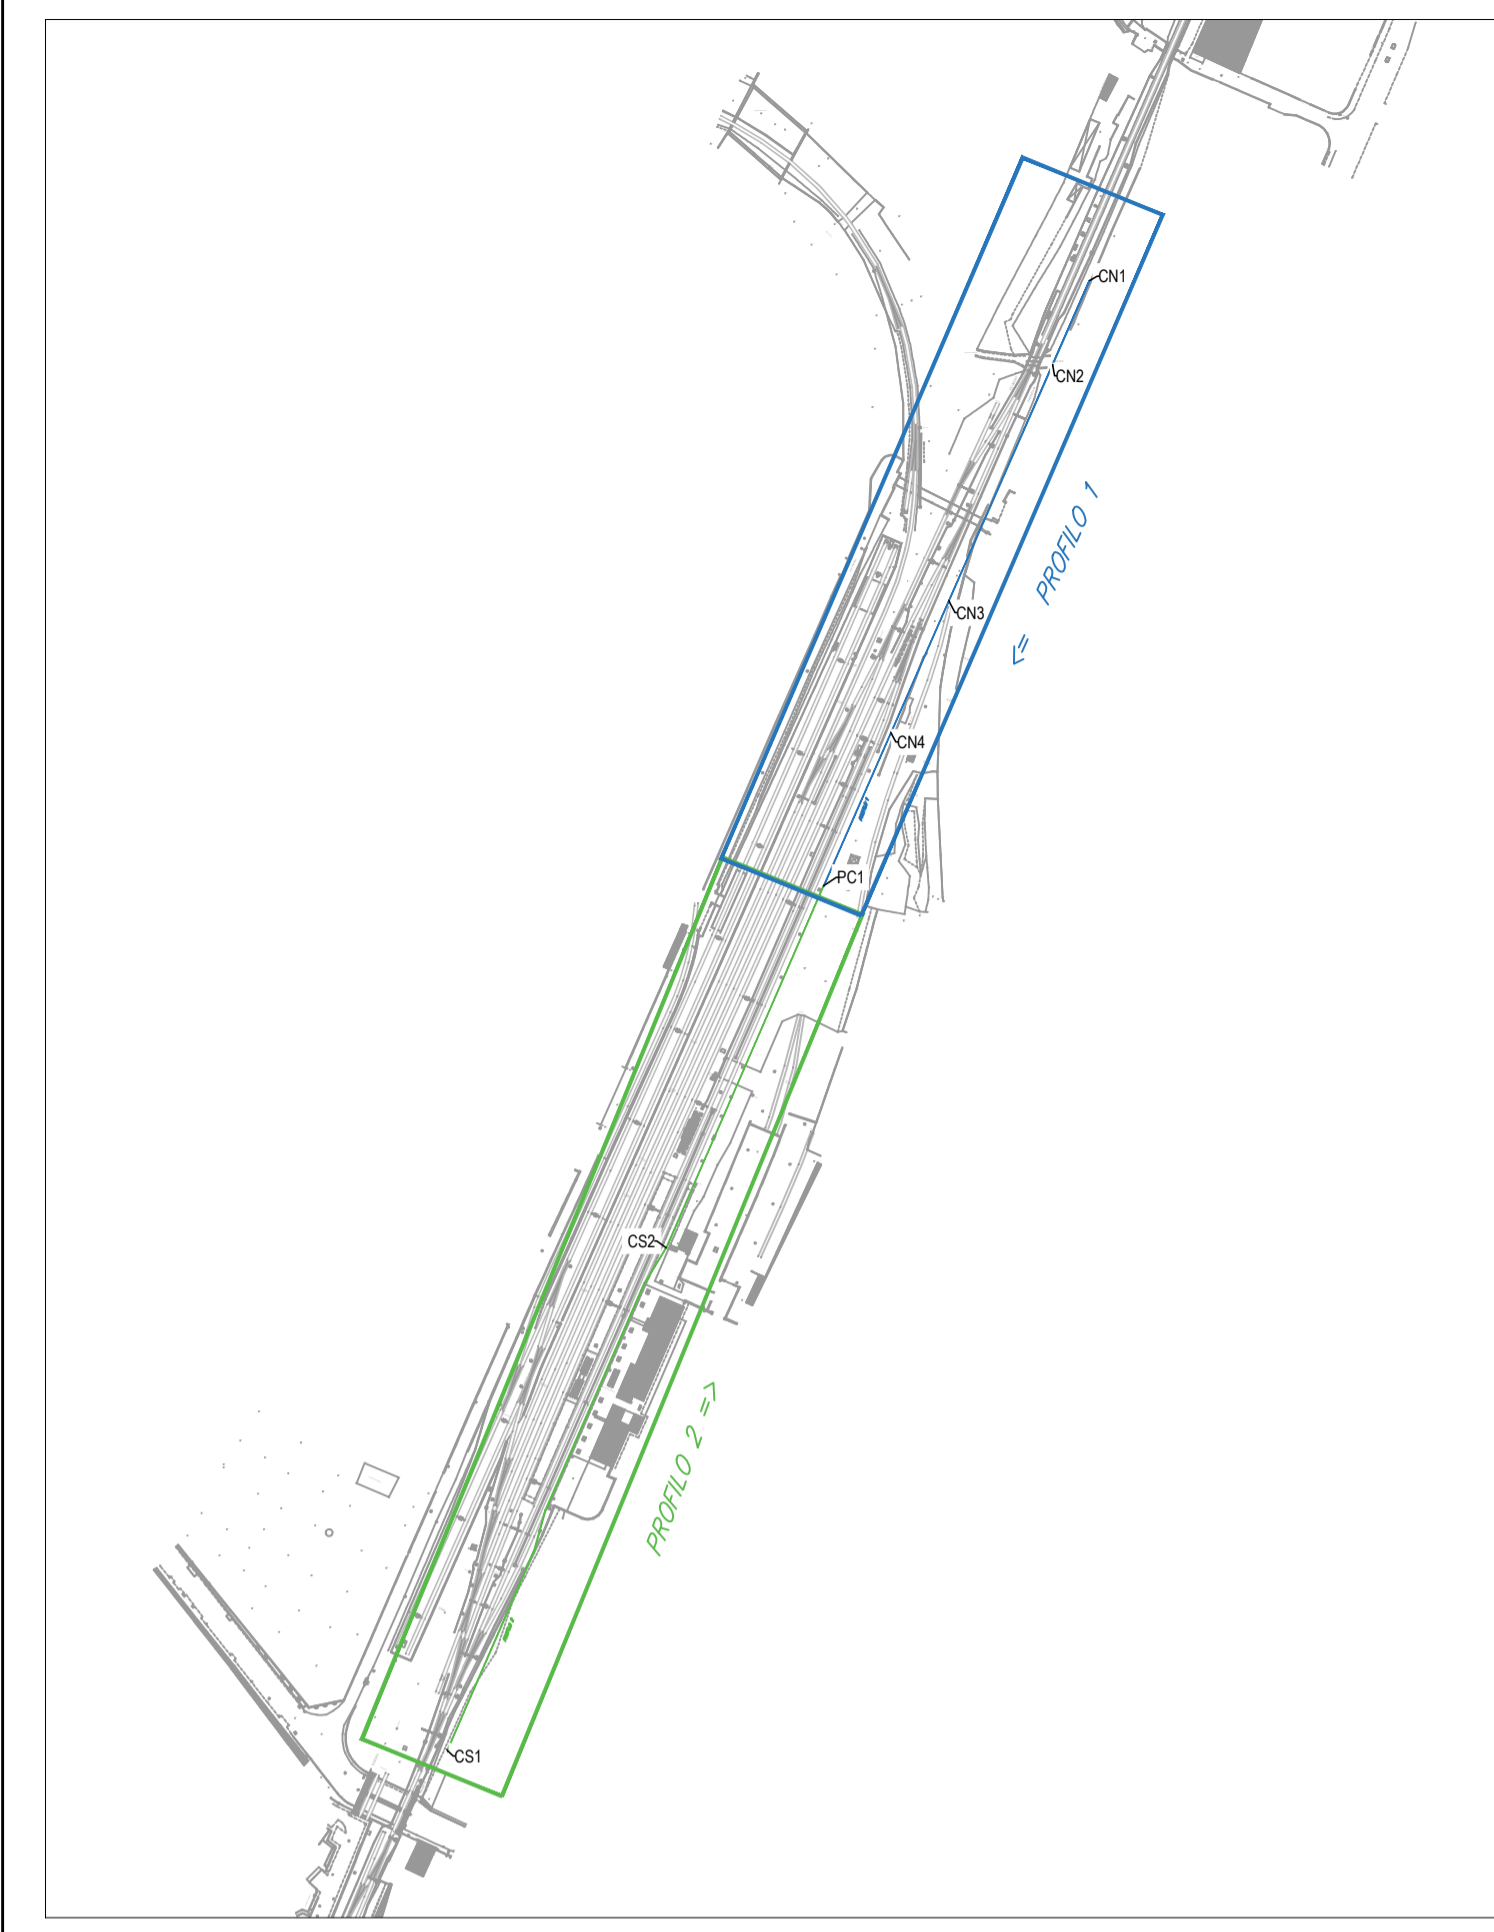 CN1
CN2
<= PROFILO 1
CN3
CN4
PC1
CS2
PROFILO 2 =>
CS1